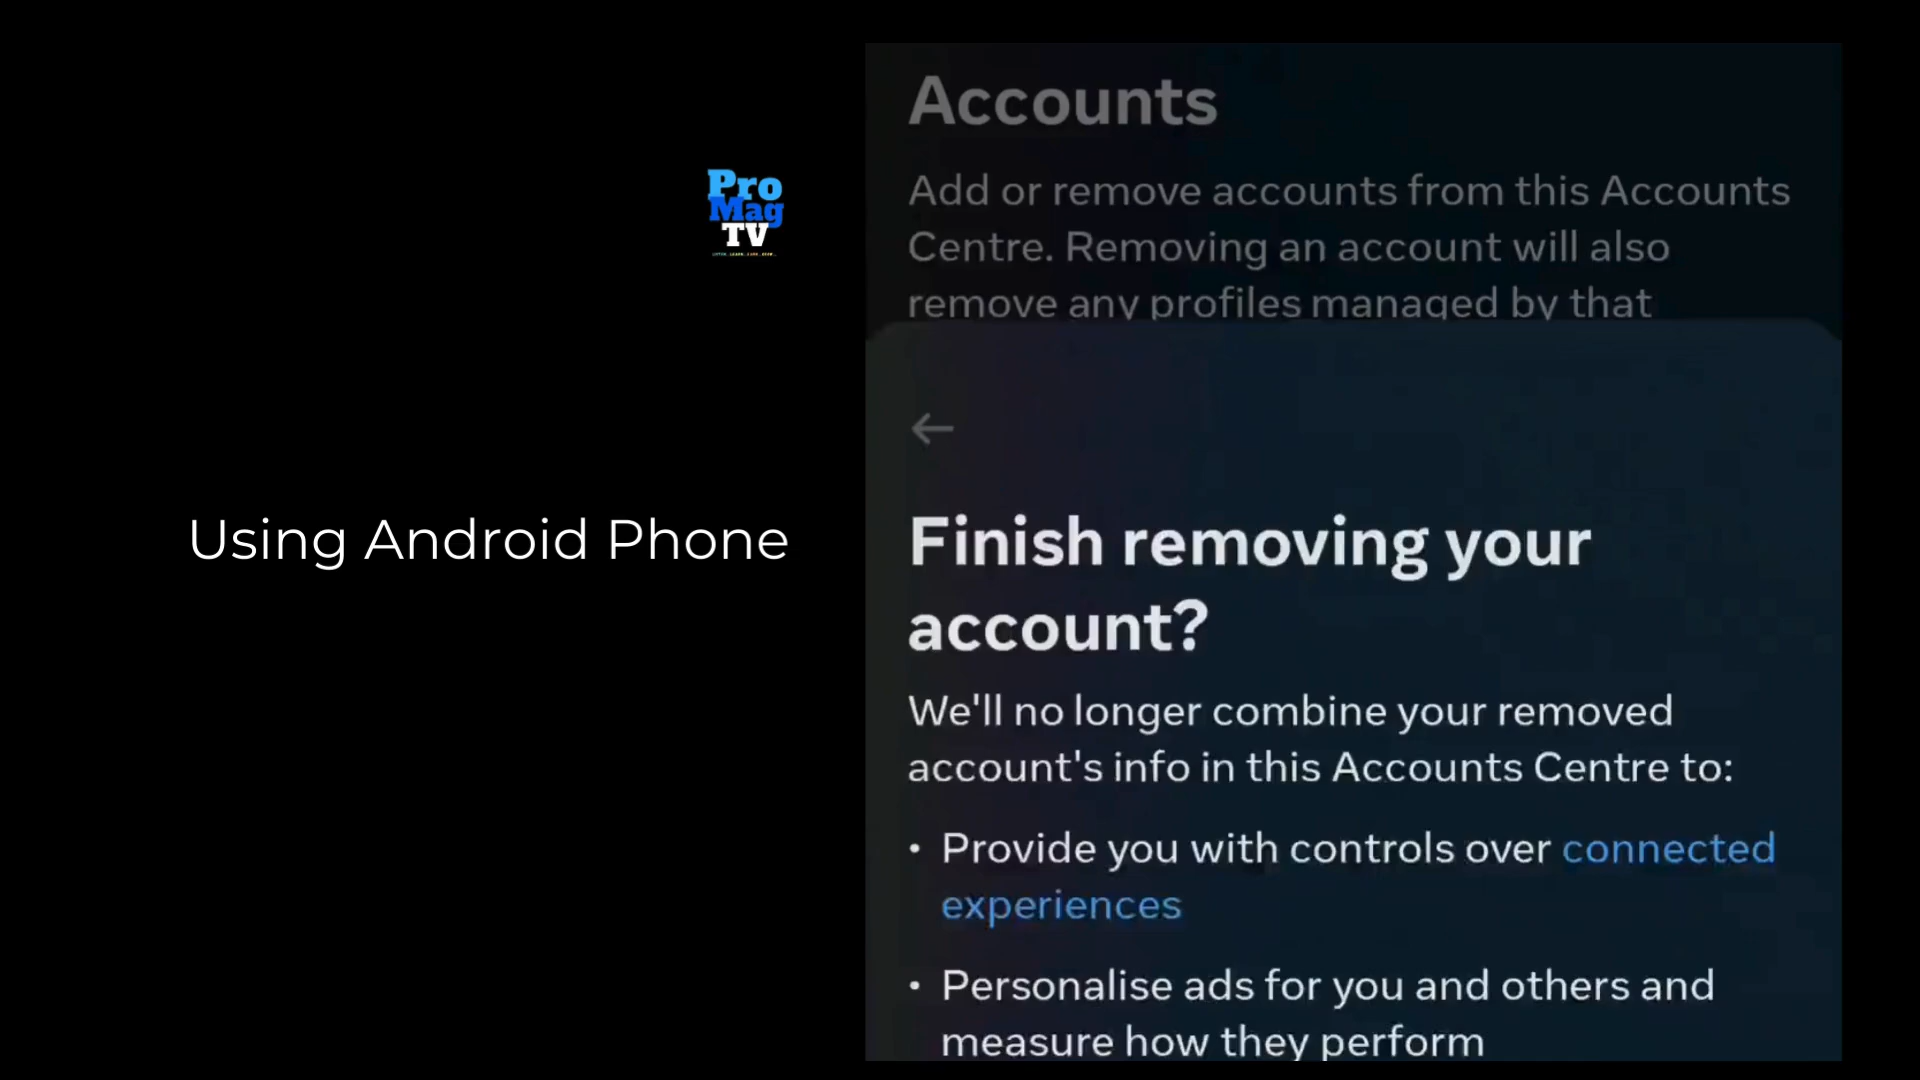 Pro
Mag
TV
Using Android Phone
Accounts
Add or remove accounts from this Accounts
Centre. Removing an account will also
remove any profiles managed by that
Finish removing your
account?
We'll no longer combine your removed
account's info in this Accounts Centre to:
• Provide you with controls over connected
experiences
• Personalise ads for you and others and
measure how they perform